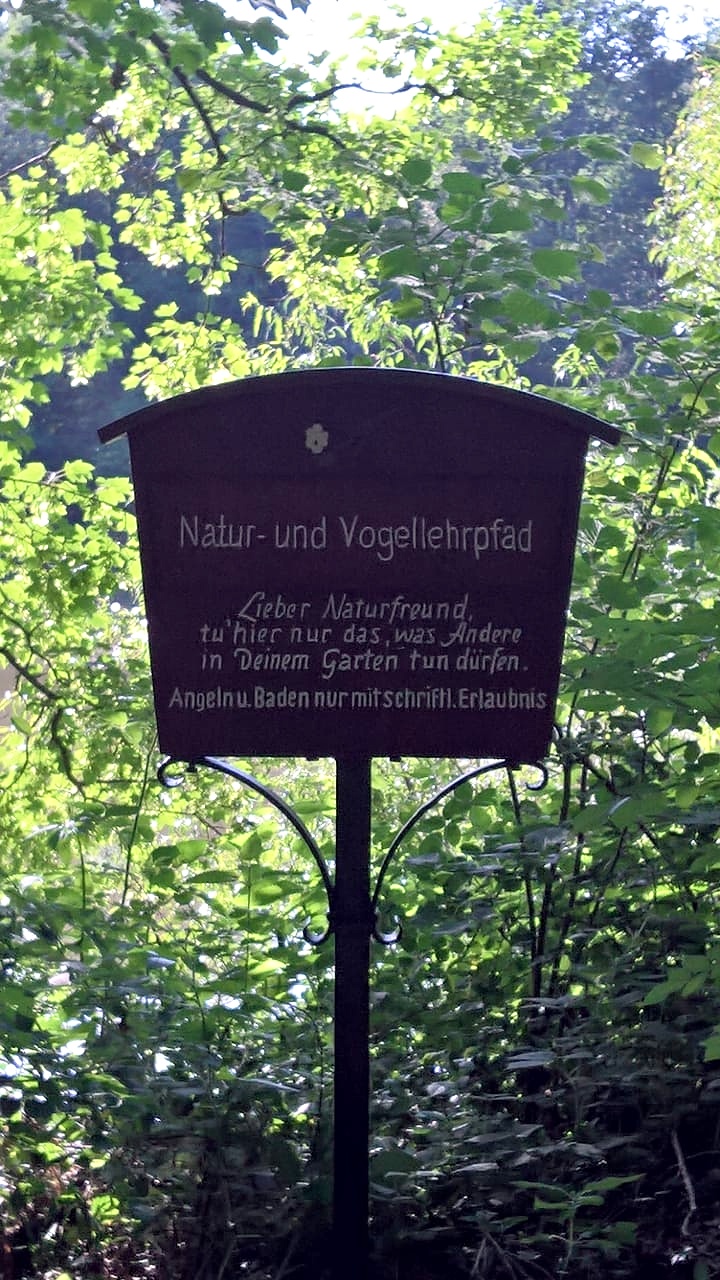 Natur- und Vogellehrpfad
Lieber Naturfreund,
tu' hier nur das, was Andere
in Deinem Garten tun dürfen.
Angeln u. Baden nur mit schriftl. Erlaubnis